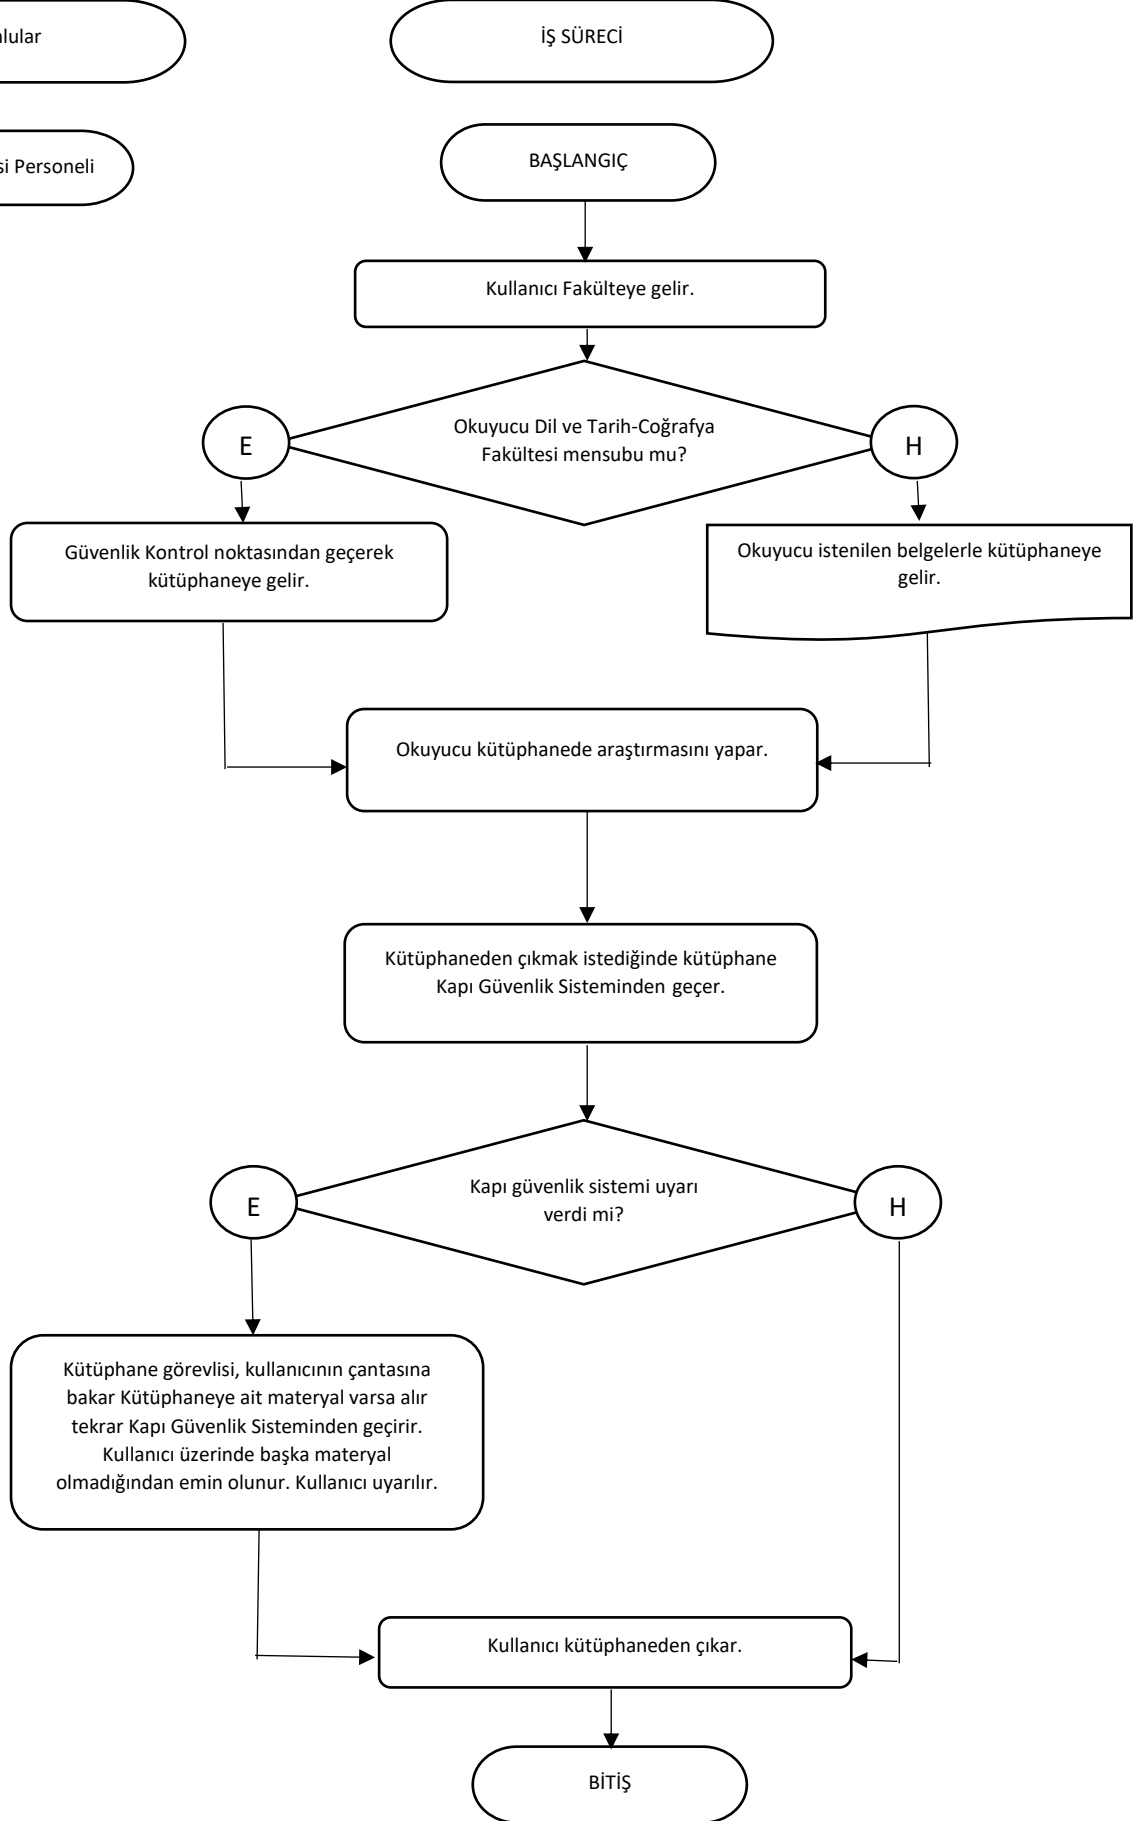 İŞ SÜRECİ
BAŞLANGIÇ
Personeli
Kullanıcı Fakülteye gelir.
Okuyucu Dil ve Tarih-Coğrafya
Fakültesi mensubu mu?
E
H
Güvenlik Kontrol noktasından geçerek
kütüphaneye gelir.
Okuyucu istenilen belgelerle kütüphaneye
gelir.
Okuyucu kütüphanede araştırmasını yapar.
Kütüphaneden çıkmak istediğinde kütüphane
Kapı Güvenlik Sisteminden geçer.
Kapı güvenlik sistemi uyarı
verdi mi?
E
H
Kütüphane görevlisi, kullanıcının çantasına
bakar Kütüphaneye ait materyal varsa alır
tekrar Kapı Güvenlik Sisteminden geçirir.
Kullanıcı üzerinde başka materyal
olmadığından emin olunur. Kullanıcı uyarılır.
Kullanıcı kütüphaneden çıkar.
BİTİŞ